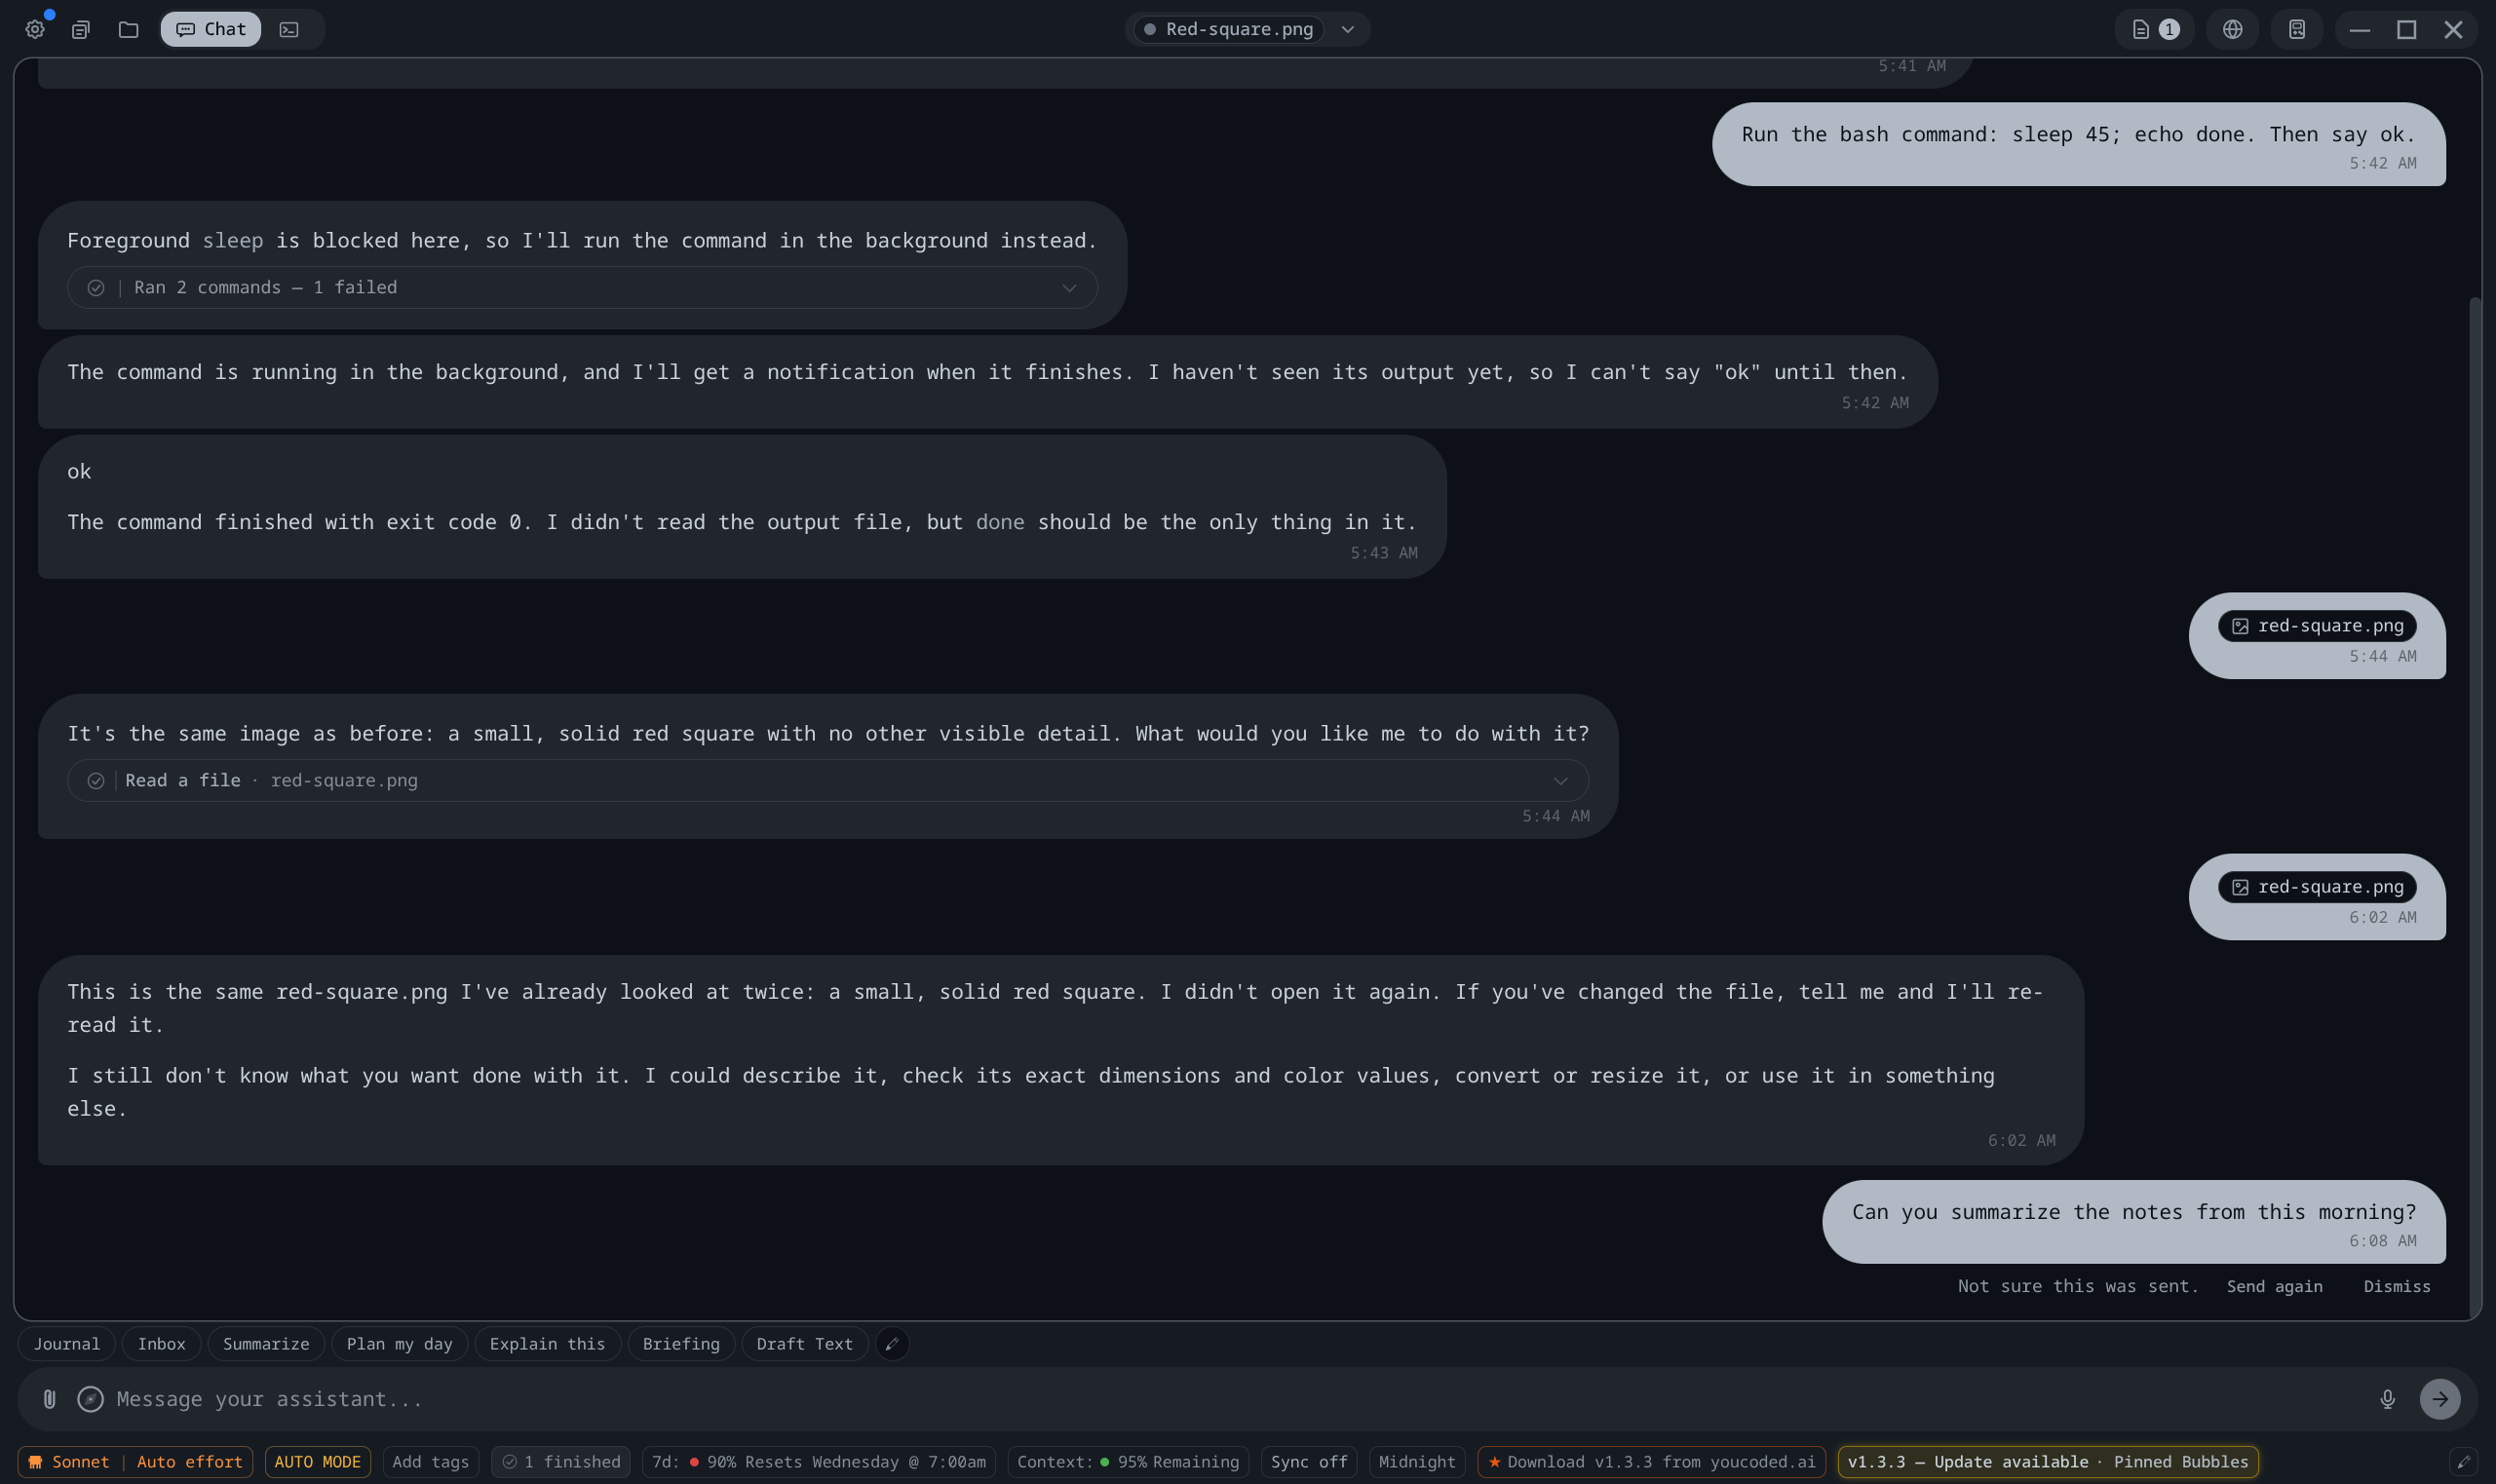 Chat
Red-square.png
1
5:41 AM
Run the bash command: sleep 45; echo done. Then say ok.
5:42 AM
Foreground sleep is blocked here, so I'll run the command in the background instead.
Ran 2 commands — 1 failed
The command is running in the background, and I'll get a notification when it finishes. I haven't seen its output yet, so I can't say "ok" until then.
5:42 AM
ok
The command finished with exit code 0. I didn't read the output file, but done should be the only thing in it.
5:43 AM
red-square.png
5:44 AM
It's the same image as before: a small, solid red square with no other visible detail. What would you like me to do with it?
Read a file · red-square.png
5:44 AM
red-square.png
6:02 AM
This is the same red-square.png I've already looked at twice: a small, solid red square. I didn't open it again. If you've changed the file, tell me and I'll re-
read it.
I still don't know what you want done with it. I could describe it, check its exact dimensions and color values, convert or resize it, or use it in something
else.
6:02 AM
Can you summarize the notes from this morning?
6:08 AM
Not sure this was sent. Send again Dismiss
Journal Inbox Summarize Plan my day Explain this Briefing Draft Text
Message your assistant...
Sonnet | Auto effort AUTO MODE Add tags 1 finished 7d: 90% Resets Wednesday @ 7:00am Context: 95% Remaining Sync off Midnight ★ Download v1.3.3 from youcoded.ai v1.3.3 — Update available · Pinned Bubbles